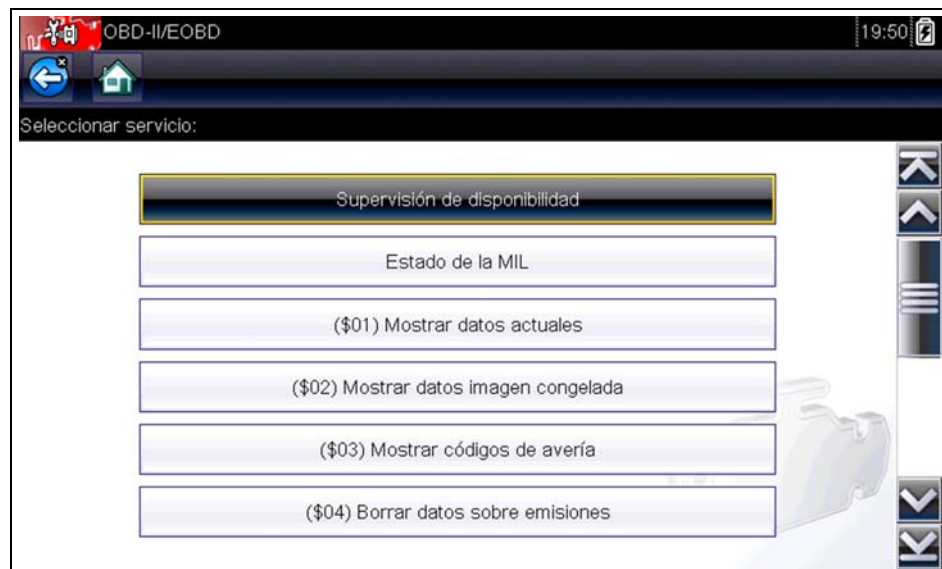 OBD-II/EOBD
19:50
Seleccionar servicio:
Supervisión de disponibilidad
Estado de la MIL
($01) Mostrar datos actuales
($02) Mostrar datos imagen congelada
($03) Mostrar códigos de avería
($04) Borrar datos sobre emisiones